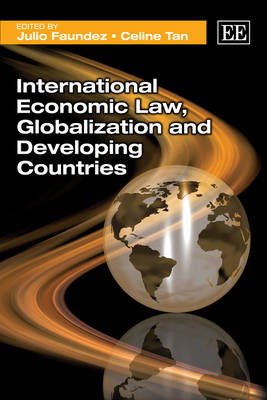 EDITED BY
Julio Faundez • Celine Tan
EE
International
Economic Law,
Globalization and
Developing
Countries